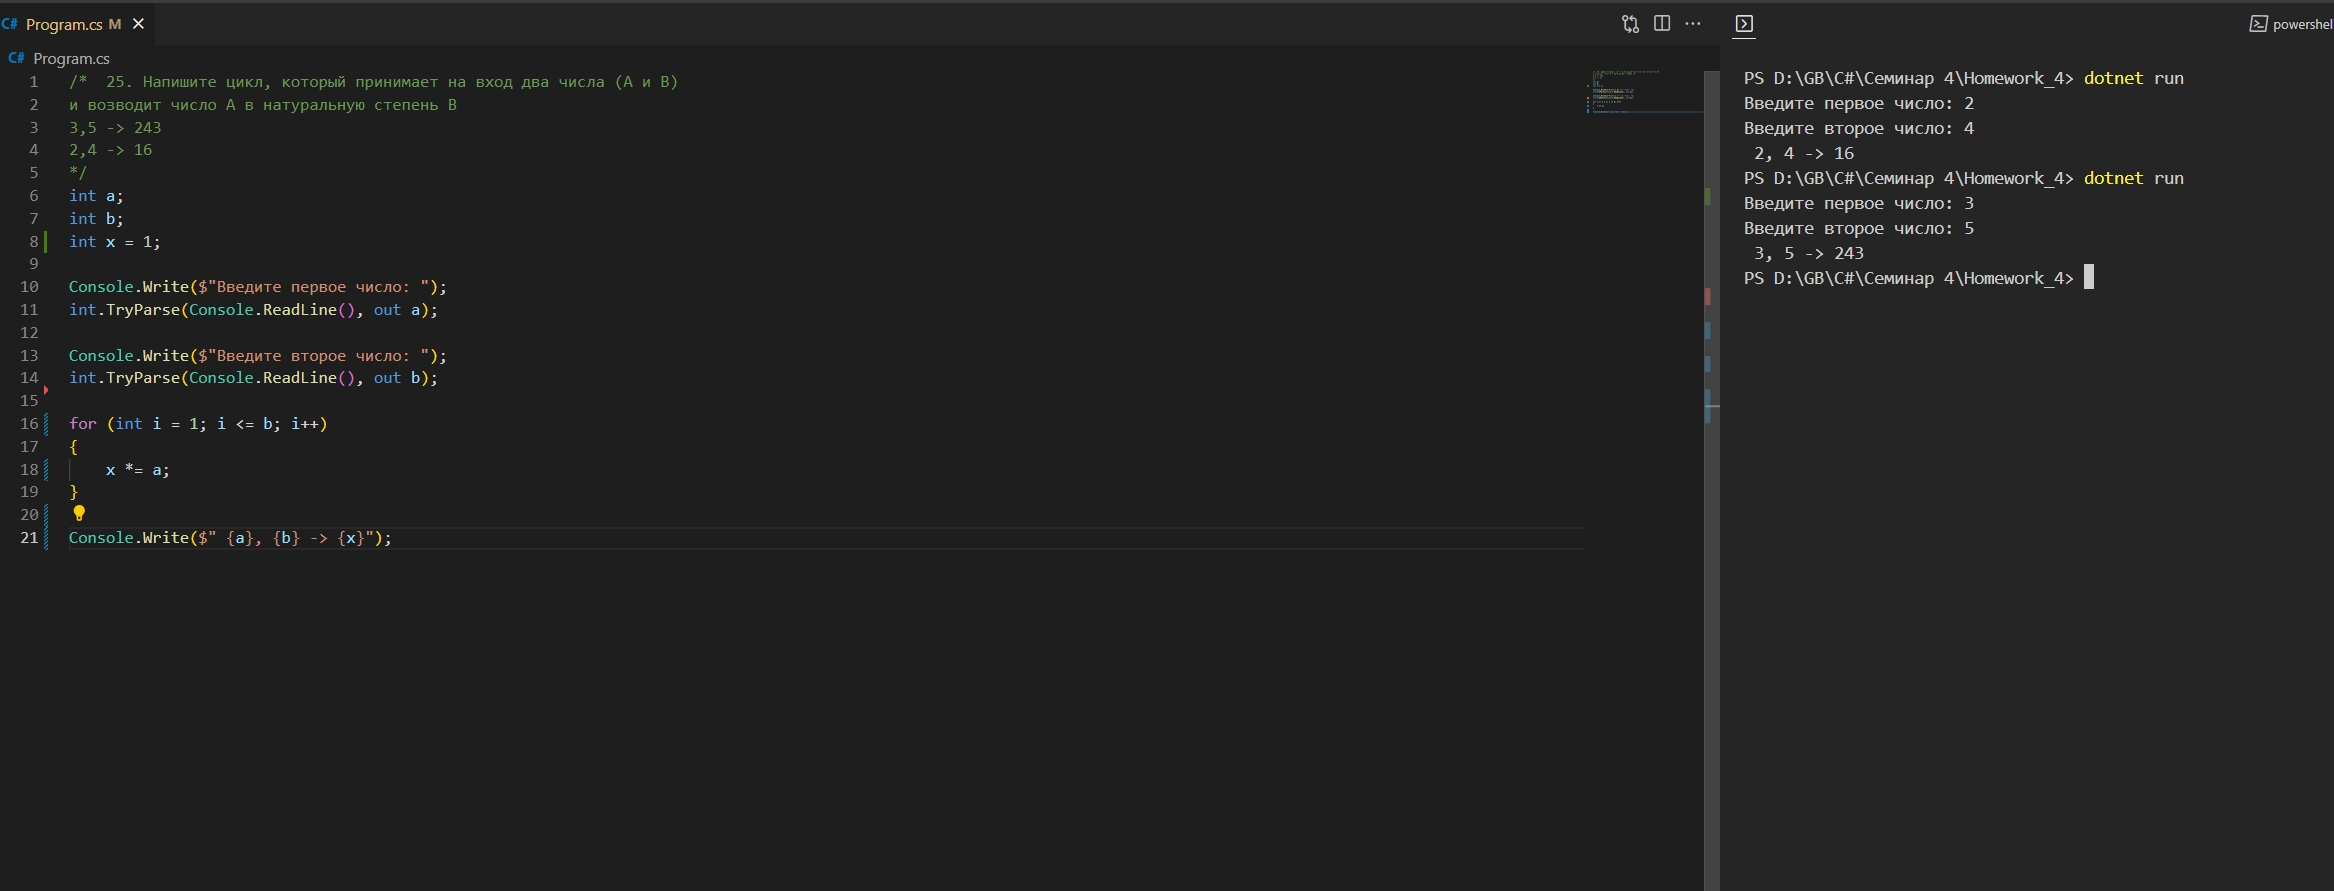 C# Program.cs M
powershel
C# Program.cs
1 /*  25. Напишите цикл, который принимает на вход два числа (A и B)
2 и возводит число A в натуральную степень B
3 3,5 -> 243
4 2,4 -> 16
5 */
6 int a;
7 int b;
8 int x = 1;
9
10 Console.Write($"Введите первое число: ");
11 int.TryParse(Console.ReadLine(), out a);
12
13 Console.Write($"Введите второе число: ");
14 int.TryParse(Console.ReadLine(), out b);
15
16 for (int i = 1; i <= b; i++)
17 {
18     x *= a;
19 }
20
21 Console.Write($" {a}, {b} -> {x}");
PS D:\GB\C#\Семинар 4\Homework_4> dotnet run
Введите первое число: 2
Введите второе число: 4
 2, 4 -> 16
PS D:\GB\C#\Семинар 4\Homework_4> dotnet run
Введите первое число: 3
Введите второе число: 5
 3, 5 -> 243
PS D:\GB\C#\Семинар 4\Homework_4>